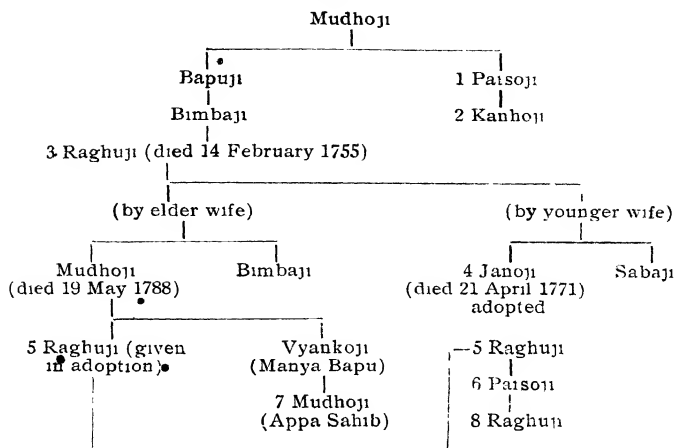 Mudhoji
Bapuji 1 Paisoji
Bimbaji 2 Kanhoji
3 Raghuji (died 14 February 1755)
(by elder wife) (by younger wife)
Mudhoji Bimbaji 4 Janoji Sabaji
(died 19 May 1788) (died 21 April 1771)
adopted
5 Raghuji (given Vyankoji —5 Raghuji
in adoption) (Manya Bapu) 6 Paisoji
7 Mudhoji 8 Raghuji
(Appa Sahib)